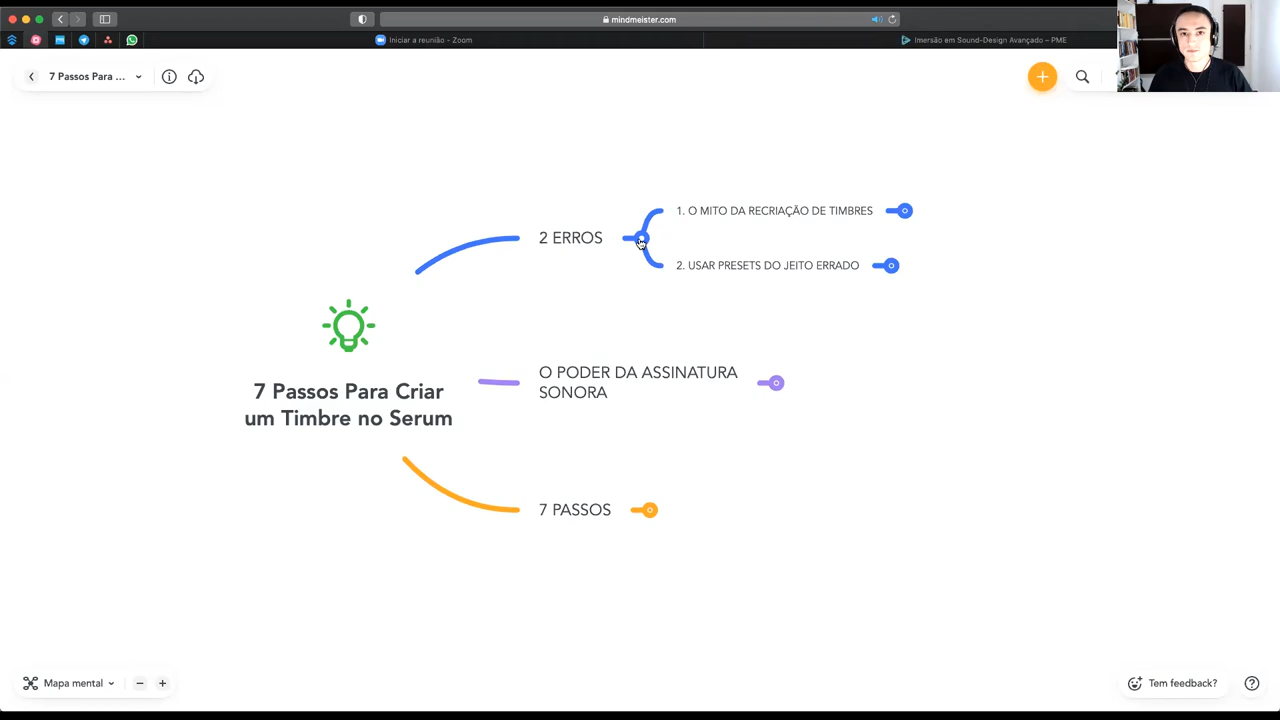 mindmeister.com
Iniciar a reunião - Zoom
Imersão em Sound-Design Avançado – PME
7 Passos Para ...
2 ERROS
1. O MITO DA RECRIAÇÃO DE TIMBRES
2. USAR PRESETS DO JEITO ERRADO
7 Passos Para Criar
um Timbre no Serum
O PODER DA ASSINATURA
SONORA
7 PASSOS
Mapa mental
Tem feedback?